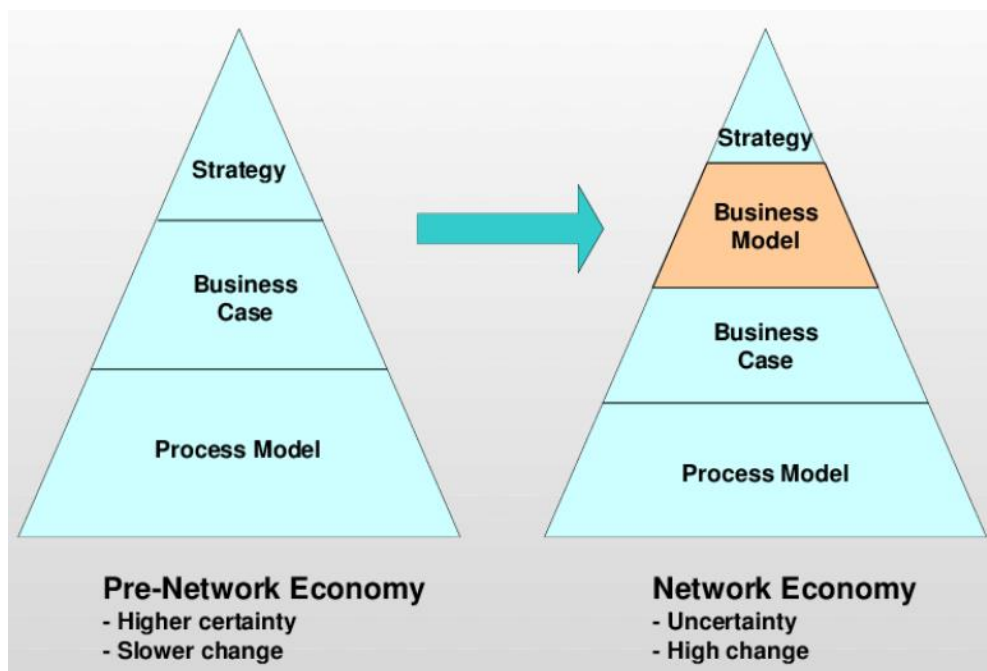 Strategy
Business
Case
Process Model
Pre-Network Economy
- Higher certainty
- Slower change
Strategy
Business
Model
Business
Case
Process Model
Network Economy
- Uncertainty
- High change